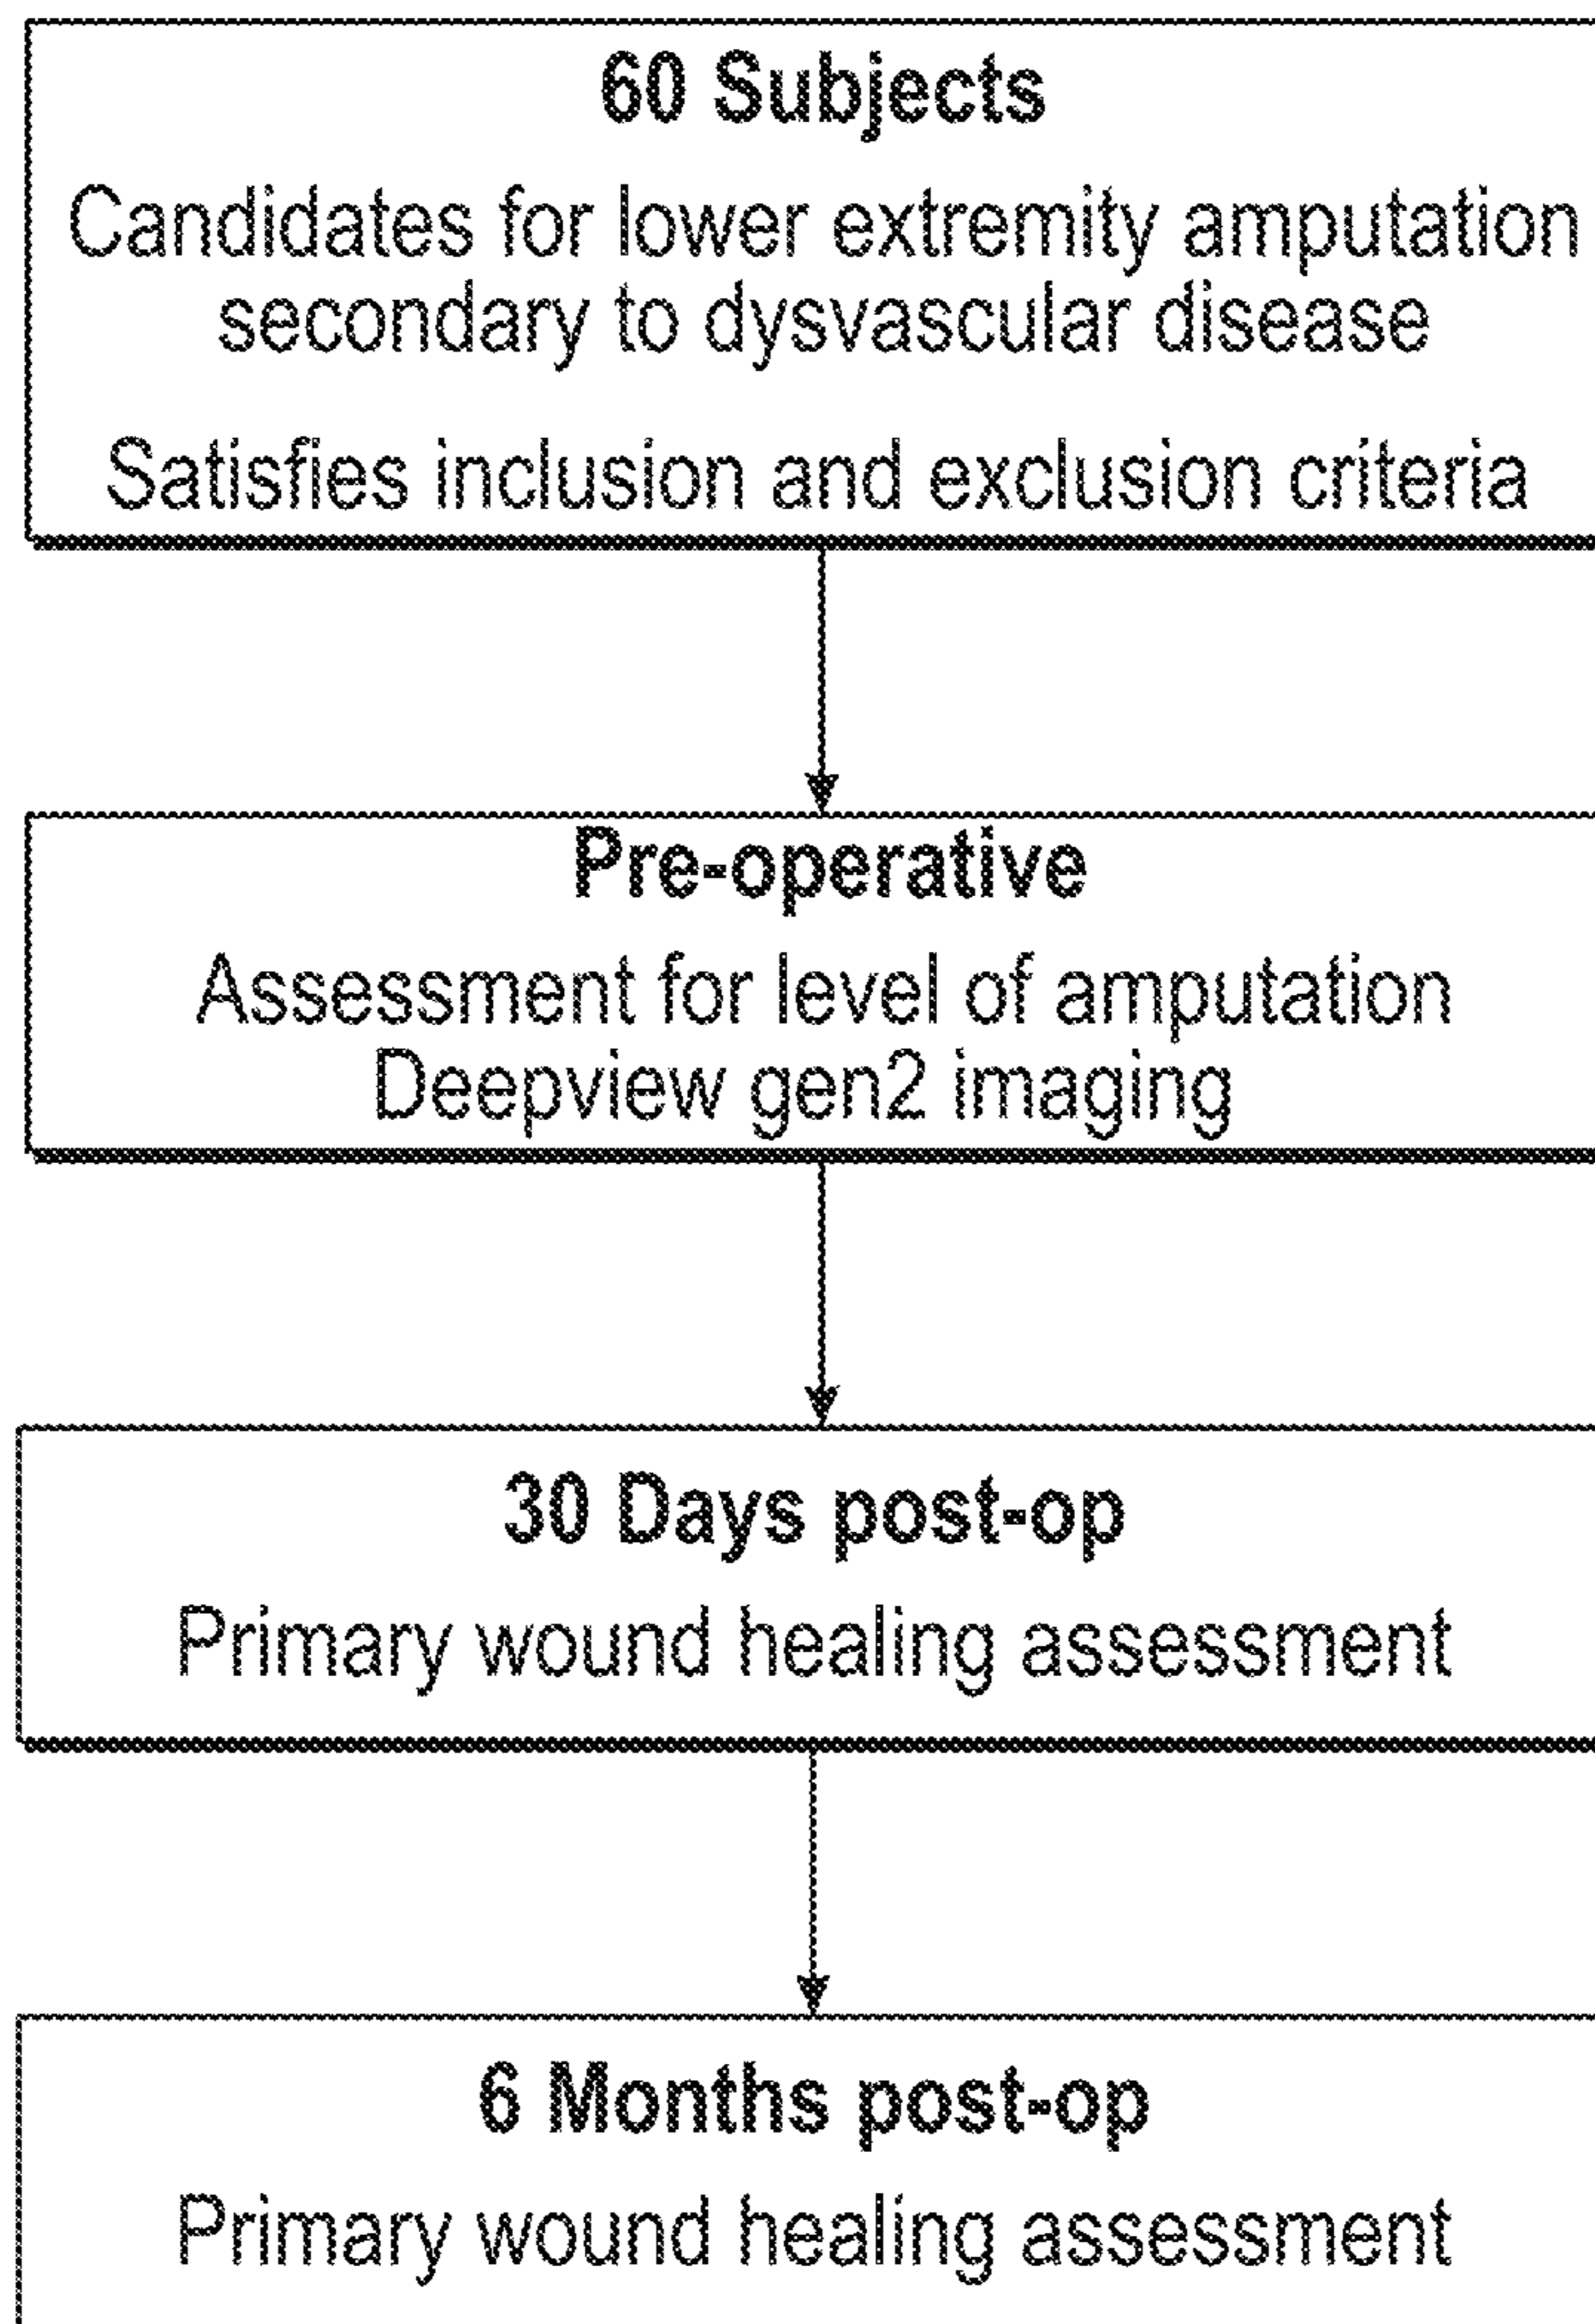 60 Subjects
Candidates for lower extremity amputation
secondary to dysvascular disease
Satisfies inclusion and exclusion criteria
Pre-operative
Assessment for level of amputation
Deepview gen2 imaging
30 Days post-op
Primary wound healing assessment
6 Months post-op
Primary wound healing assessment